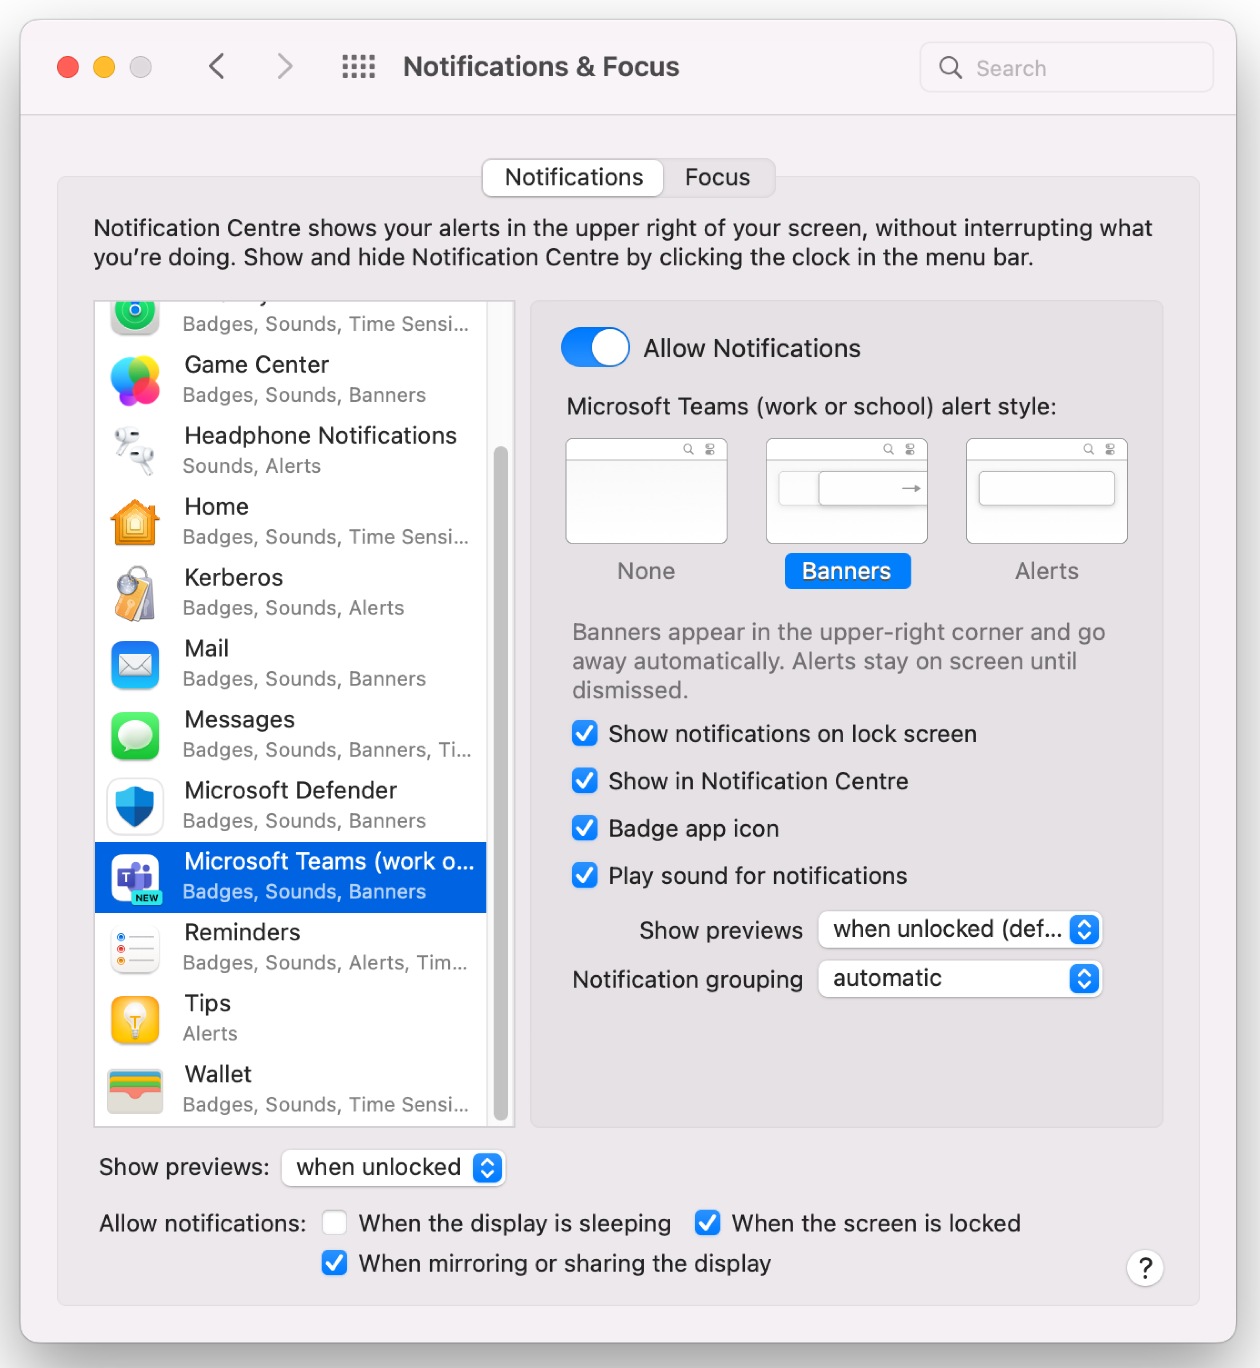 Notifications & Focus
Search
Notifications
Focus
Notification Centre shows your alerts in the upper right of your screen, without interrupting what
you're doing. Show and hide Notification Centre by clicking the clock in the menu bar.
Badges, Sounds, Time Sensi...
Game Center
Badges, Sounds, Banners
Headphone Notifications
Sounds, Alerts
Home
Badges, Sounds, Time Sensi...
Kerberos
Badges, Sounds, Alerts
Mail
Badges, Sounds, Banners
Messages
Badges, Sounds, Banners, Ti...
Microsoft Defender
Badges, Sounds, Banners
T
NEW
Microsoft Teams (work o...
Badges, Sounds, Banners
Reminders
Badges, Sounds, Alerts, Tim...
Tips
Alerts
Wallet
Badges, Sounds, Time Sensi...
Allow Notifications
Microsoft Teams (work or school) alert style:
None
Banners
Alerts
Banners appear in the upper-right corner and go
away automatically. Alerts stay on screen until
dismissed.
Show notifications on lock screen
Show in Notification Centre
Badge app icon
Play sound for notifications
Show previews
when unlocked (def...
Notification grouping
automatic
Show previews:
when unlocked
Allow notifications:
When the display is sleeping
When the screen is locked
When mirroring or sharing the display
?